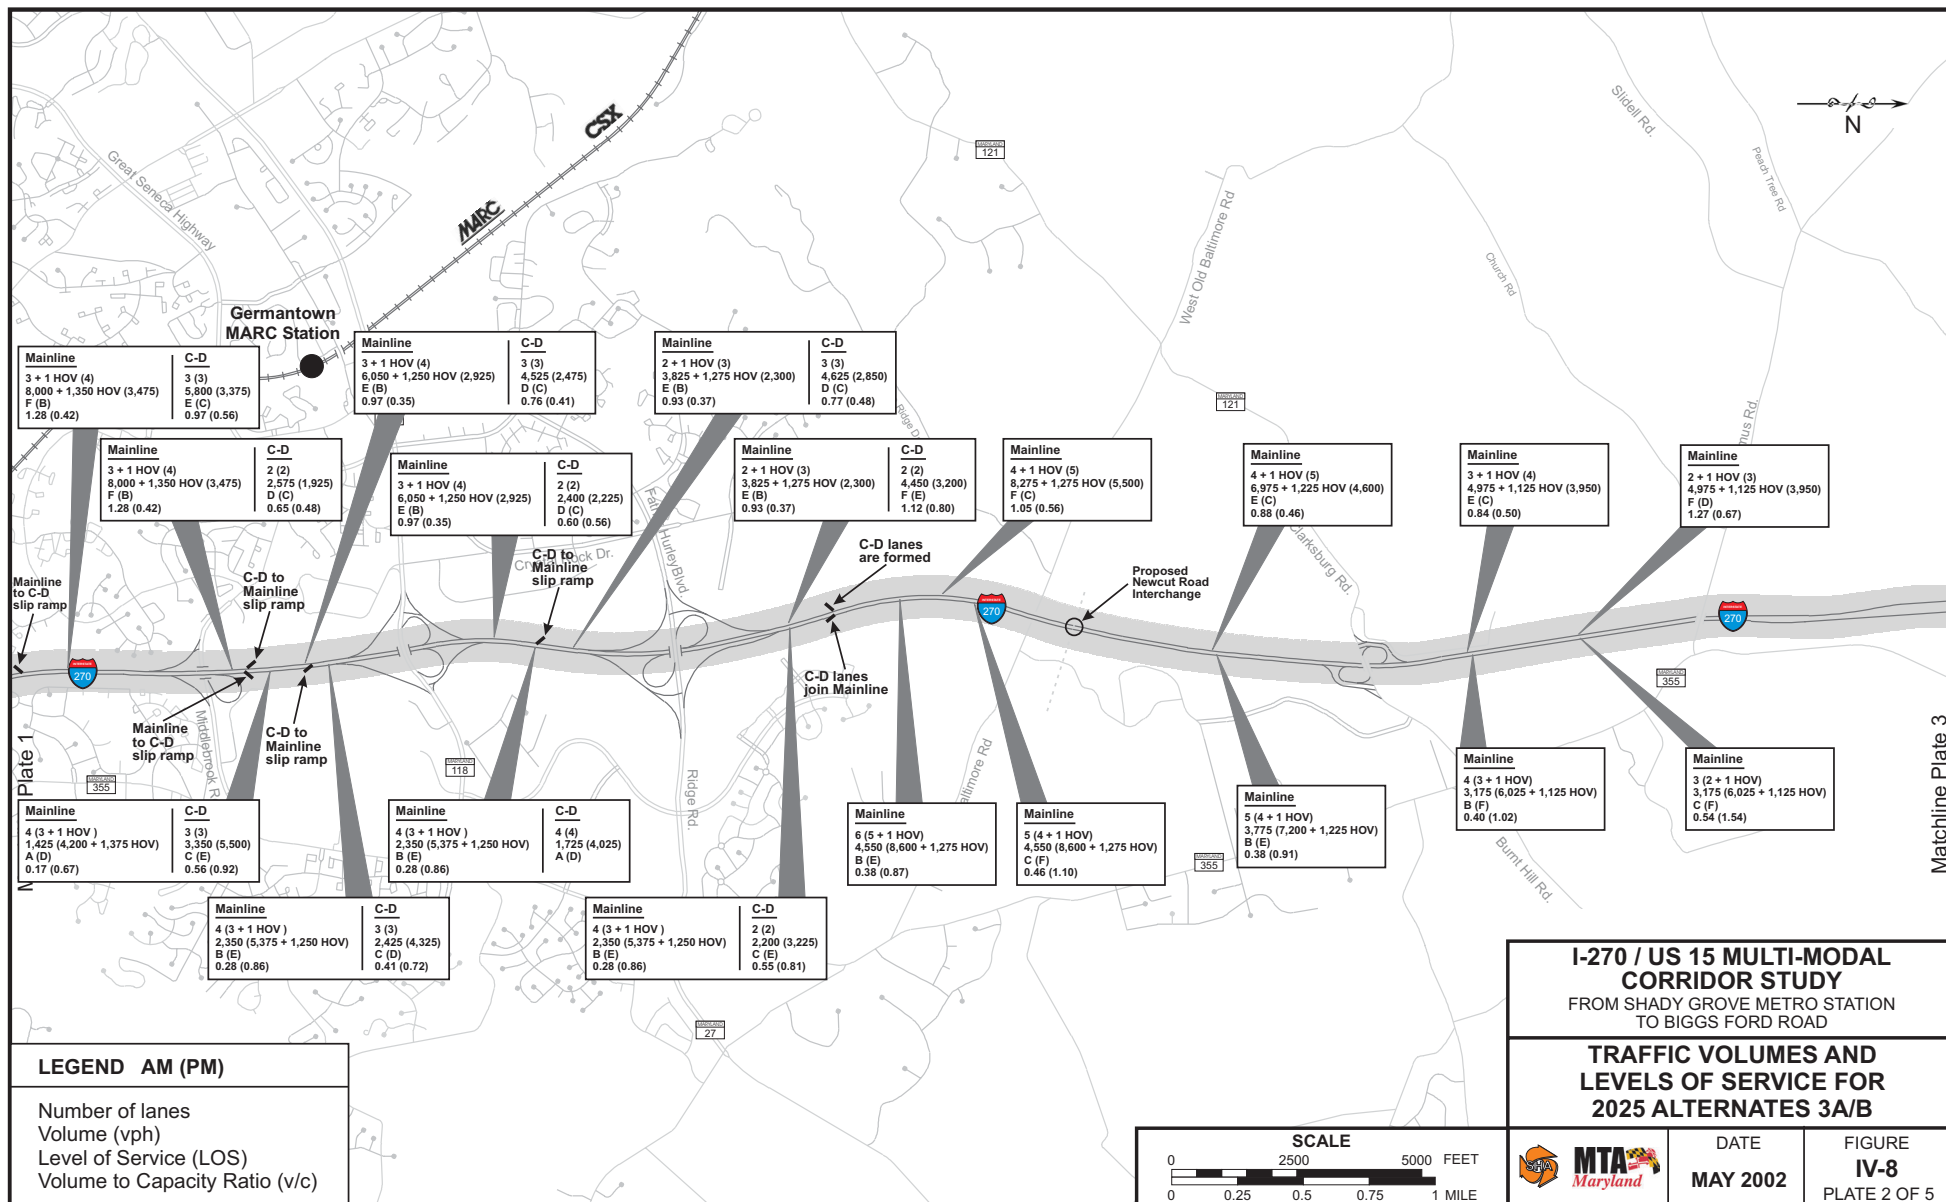 CSX
MARC
Great Seneca Highway
Germantown
MARC Station
MARYLAND
121
West Old Baltimore Rd
Slidell Rd.
Peach Tree Rd
Church Rd
N
Mainline
3 + 1 HOV (4)
8,000 + 1,350 HOV (3,475)
F (B)
1.28 (0.42)
C-D
3 (3)
5,800 (3,375)
E (C)
0.97 (0.56)
Mainline
3 + 1 HOV (4)
6,050 + 1,250 HOV (2,925)
E (B)
0.97 (0.35)
C-D
3 (3)
4,525 (2,475)
D (C)
0.76 (0.41)
Mainline
2 + 1 HOV (3)
3,825 + 1,275 HOV (2,300)
E (B)
0.93 (0.37)
C-D
3 (3)
4,625 (2,850)
D (C)
0.77 (0.48)
Ridge D
MARYLAND
121
mus Rd.
Mainline
3 + 1 HOV (4)
8,000 + 1,350 HOV (3,475)
F (B)
1.28 (0.42)
C-D
2 (2)
2,575 (1,925)
D (C)
0.65 (0.48)
Mainline
3 + 1 HOV (4)
6,050 + 1,250 HOV (2,925)
E (B)
0.97 (0.35)
C-D
2 (2)
2,400 (2,225)
D (C)
0.60 (0.56)
Mainline
2 + 1 HOV (3)
3,825 + 1,275 HOV (2,300)
E (B)
0.93 (0.37)
C-D
2 (2)
4,450 (3,200)
F (E)
1.12 (0.80)
Mainline
4 + 1 HOV (5)
8,275 + 1,275 HOV (5,500)
F (C)
1.05 (0.56)
Mainline
4 + 1 HOV (5)
6,975 + 1,225 HOV (4,600)
E (C)
0.88 (0.46)
Mainline
3 + 1 HOV (4)
4,975 + 1,125 HOV (3,950)
E (C)
0.84 (0.50)
Mainline
2 + 1 HOV (3)
4,975 + 1,125 HOV (3,950)
F (D)
1.27 (0.67)
Hurley Blvd.
Clarksburg Rd.
Mainline
to C-D
slip ramp
C-D to
Mainline
slip ramp
C-D to
Mainline
slip ramp
ck Dr.
C-D lanes
are formed
Proposed
Newcut Road
Interchange
INTERSTATE
270
INTERSTATE
270
INTERSTATE
270
C-D lanes
join Mainline
Mainline
to C-D
slip ramp
C-D to
Mainline
slip ramp
Middlebrook R
MARYLAND
355
MARYLAND
118
Ridge Rd.
altimore Rd
MARYLAND
355
Plate 1
Matchline Plate 3
Mainline
4 (3 + 1 HOV )
1,425 (4,200 + 1,375 HOV)
A (D)
0.17 (0.67)
C-D
3 (3)
3,350 (5,500)
C (E)
0.56 (0.92)
Mainline
4 (3 + 1 HOV )
2,350 (5,375 + 1,250 HOV)
B (E)
0.28 (0.86)
C-D
4 (4)
1,725 (4,025)
A (D)
Mainline
6 (5 + 1 HOV)
4,550 (8,600 + 1,275 HOV)
B (E)
0.38 (0.87)
Mainline
5 (4 + 1 HOV)
4,550 (8,600 + 1,275 HOV)
C (F)
0.46 (1.10)
Mainline
5 (4 + 1 HOV)
3,775 (7,200 + 1,225 HOV)
B (E)
0.38 (0.91)
Mainline
4 (3 + 1 HOV)
3,175 (6,025 + 1,125 HOV)
B (F)
0.40 (1.02)
Mainline
3 (2 + 1 HOV)
3,175 (6,025 + 1,125 HOV)
C (F)
0.54 (1.54)
MARYLAND
355
Burnt Hill Rd.
Mainline
4 (3 + 1 HOV )
2,350 (5,375 + 1,250 HOV)
B (E)
0.28 (0.86)
C-D
3 (3)
2,425 (4,325)
C (D)
0.41 (0.72)
Mainline
4 (3 + 1 HOV )
2,350 (5,375 + 1,250 HOV)
B (E)
0.28 (0.86)
C-D
2 (2)
2,200 (3,225)
C (E)
0.55 (0.81)
MARYLAND
27
LEGEND AM (PM)
Number of lanes
Volume (vph)
Level of Service (LOS)
Volume to Capacity Ratio (v/c)
I-270 / US 15 MULTI-MODAL
CORRIDOR STUDY
FROM SHADY GROVE METRO STATION
TO BIGGS FORD ROAD
TRAFFIC VOLUMES AND
LEVELS OF SERVICE FOR
2025 ALTERNATES 3A/B
SCALE
0 2500 5000 FEET
0 0.25 0.5 0.75 1 MILE
SHA
MTA
Maryland
DATE
MAY 2002
FIGURE
IV-8
PLATE 2 OF 5